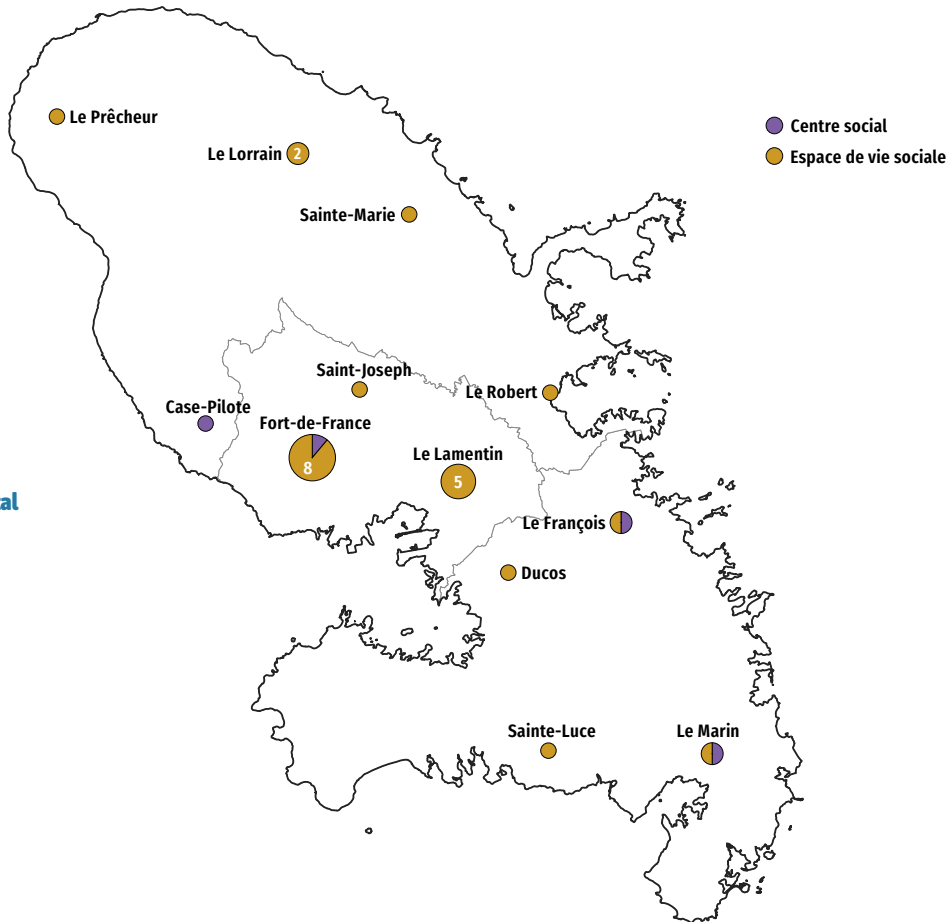 Le Prêcheur
Centre social
Le Lorrain 2
Espace de vie sociale
Sainte-Marie
Saint-Joseph
Le Robert
Case-Pilote
Fort-de-France
8
Le Lamentin
5
tal
Le François
Ducos
Sainte-Luce
Le Marin